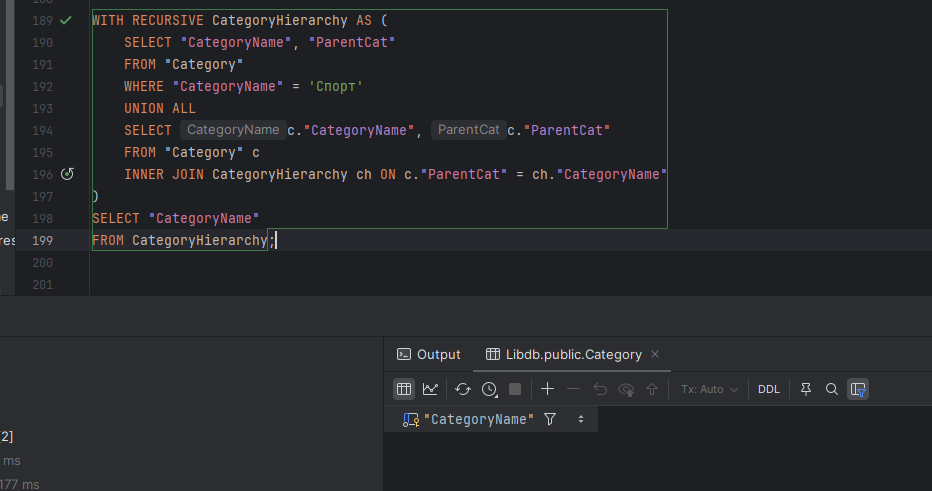 189 WITH RECURSIVE CategoryHierarchy AS (
190 SELECT "CategoryName", "ParentCat"
191 FROM "Category"
192 WHERE "CategoryName" = 'Спорт'
193 UNION ALL
194 SELECT CategoryName c."CategoryName", ParentCat c."ParentCat"
195 FROM "Category" c
196 INNER JOIN CategoryHierarchy ch ON c."ParentCat" = ch."CategoryName"
197 )
198 SELECT "CategoryName"
199 FROM CategoryHierarchy;
200
201
Output Libdb.public.Category
Tx: Auto DDL
"CategoryName"
2]
ms
177 ms